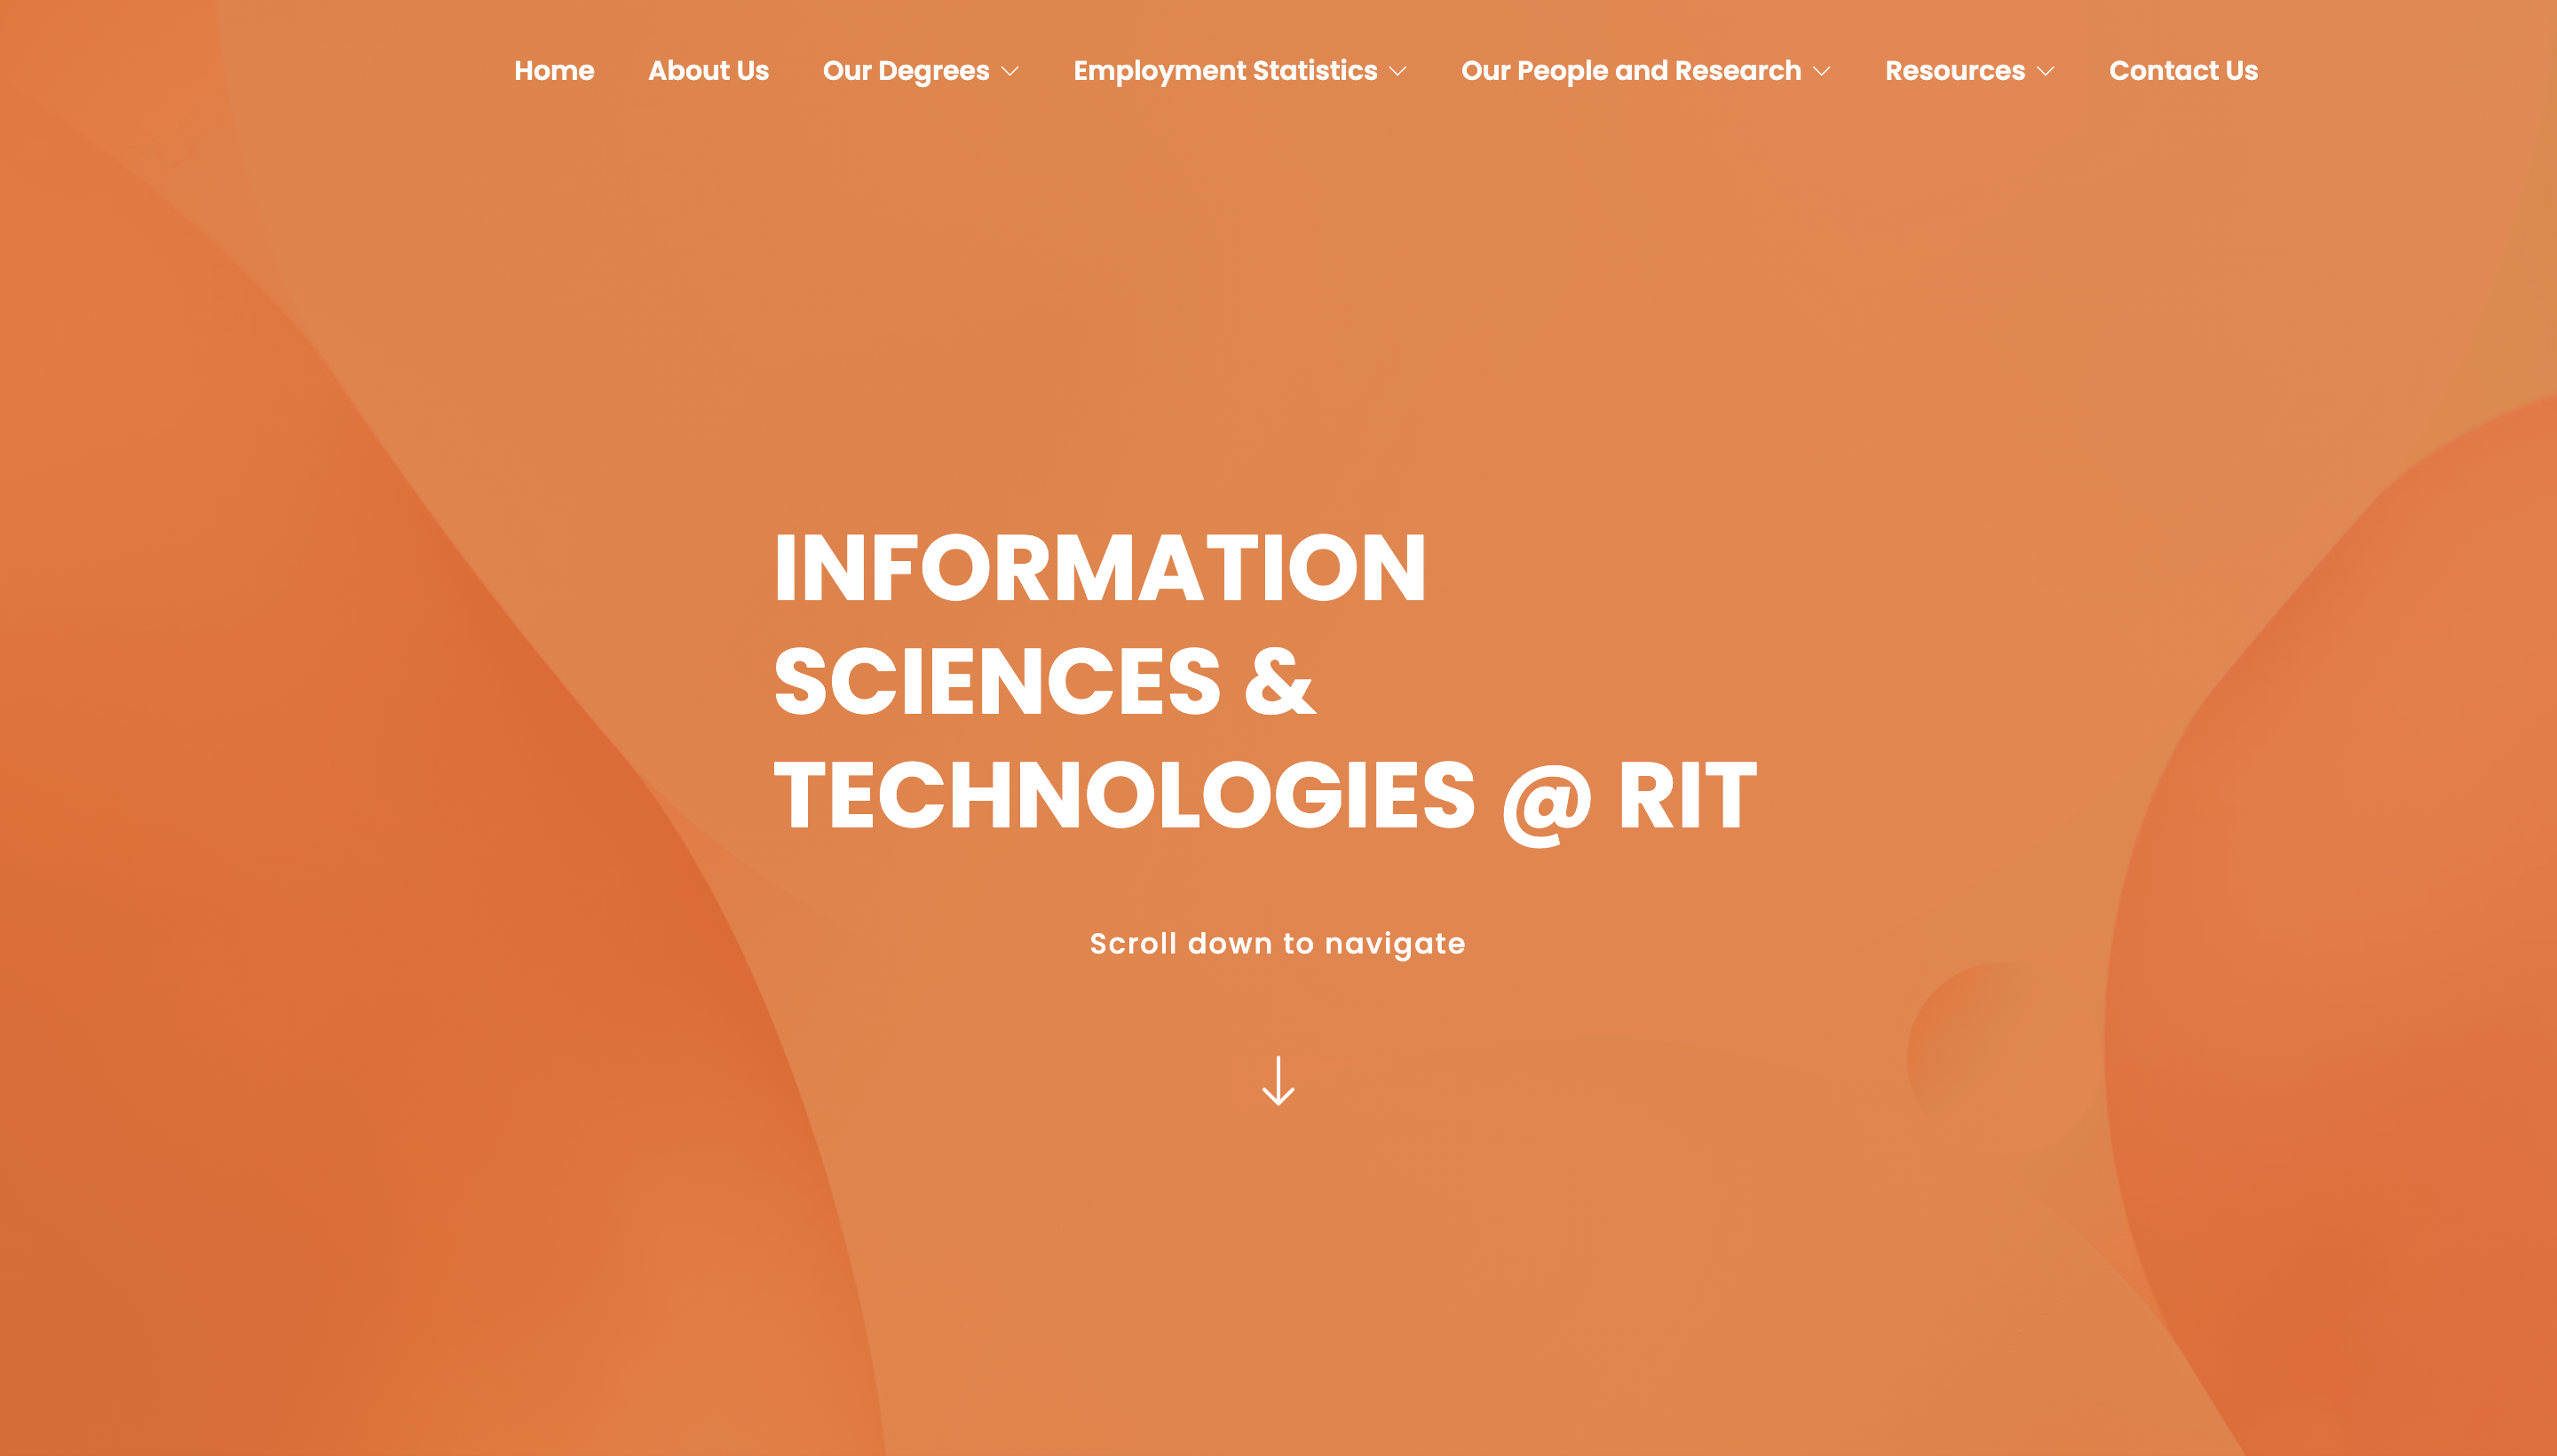 Home About Us Our Degrees Employment Statistics Our People and Research Resources Contact Us
INFORMATION
SCIENCES &
TECHNOLOGIES @ RIT
Scroll down to navigate